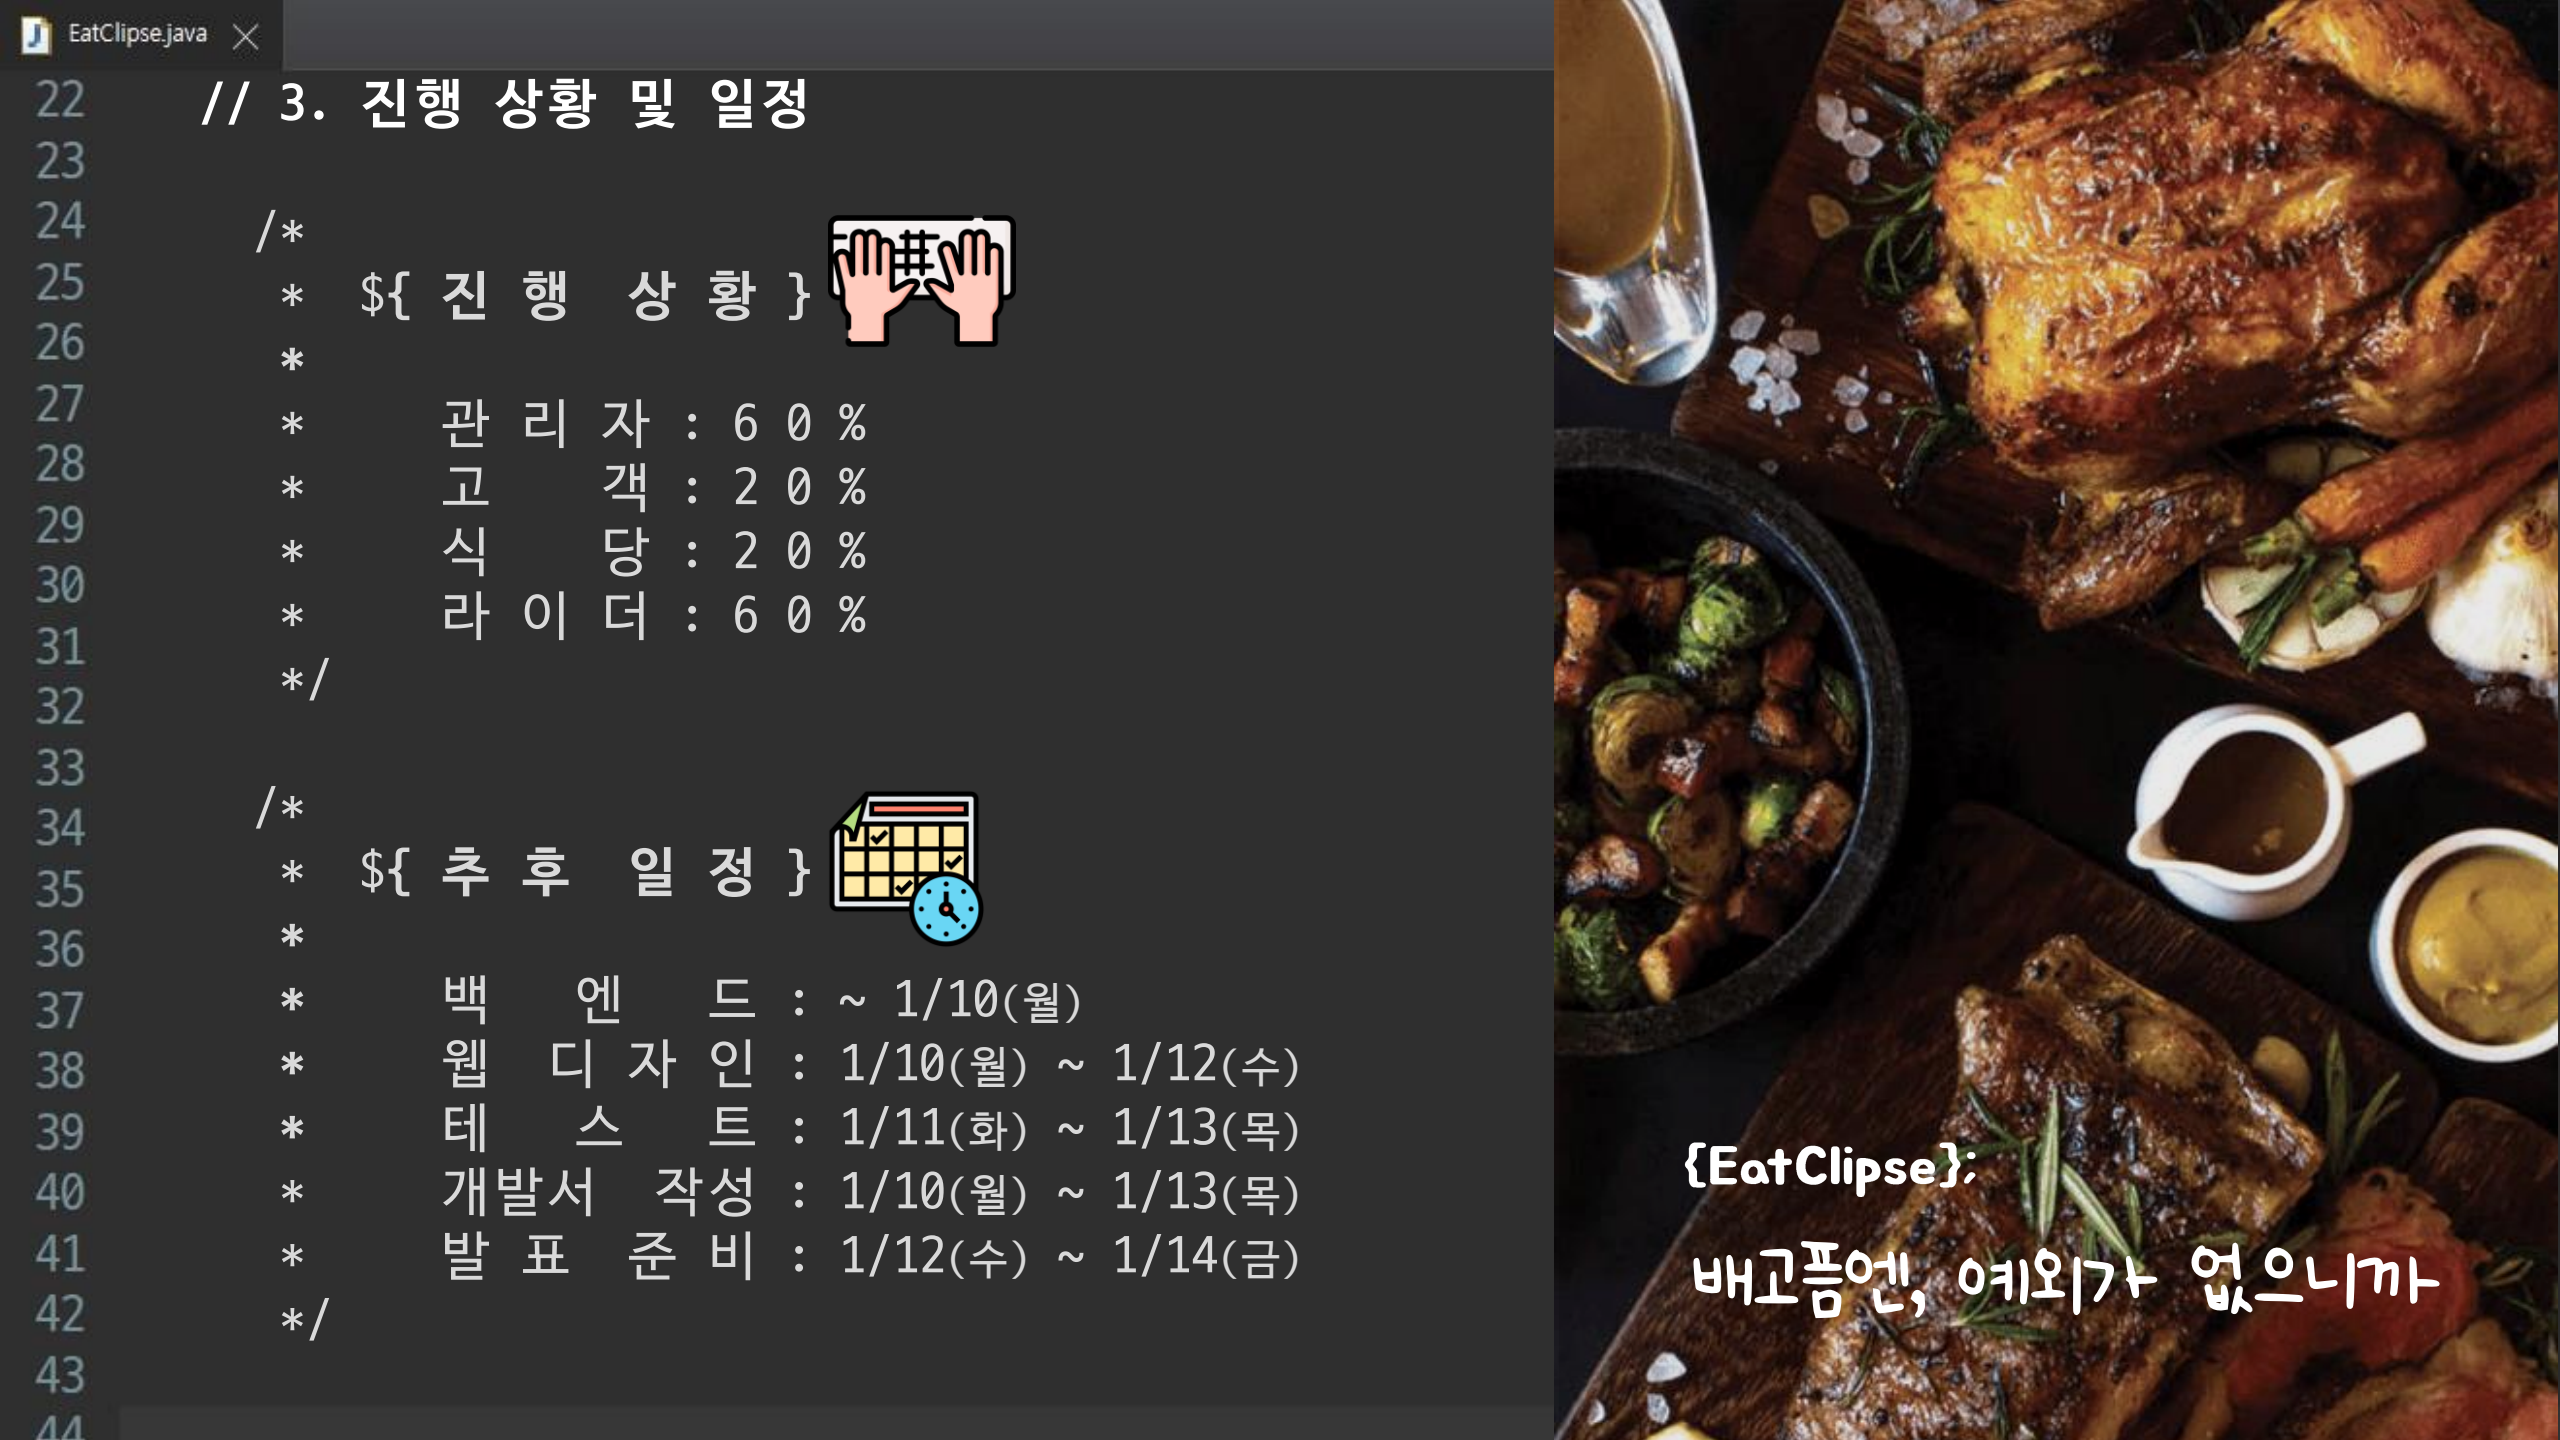 EatClipse.java
22 // 3. 진행 상황 및 일정
23
24 /*
25 * ${ 진 행 상 황 }
26 *
27 * 관 리 자 : 6 0 %
28 * 고 객 : 2 0 %
29 * 식 당 : 2 0 %
30 * 라 이 더 : 6 0 %
31 */
32
33
34 /*
35 * ${ 추 후 일 정 }
36 *
37 * 백 엔 드 : ~ 1/10(월)
38 * 웹 디 자 인 : 1/10(월) ~ 1/12(수)
39 * 테 스 트 : 1/11(화) ~ 1/13(목)
40 * 개발서 작성 : 1/10(월) ~ 1/13(목)
41 * 발 표 준 비 : 1/12(수) ~ 1/14(금)
42 */
43
44
{EatClipse};
배고픔엔, 예외가 없으니까